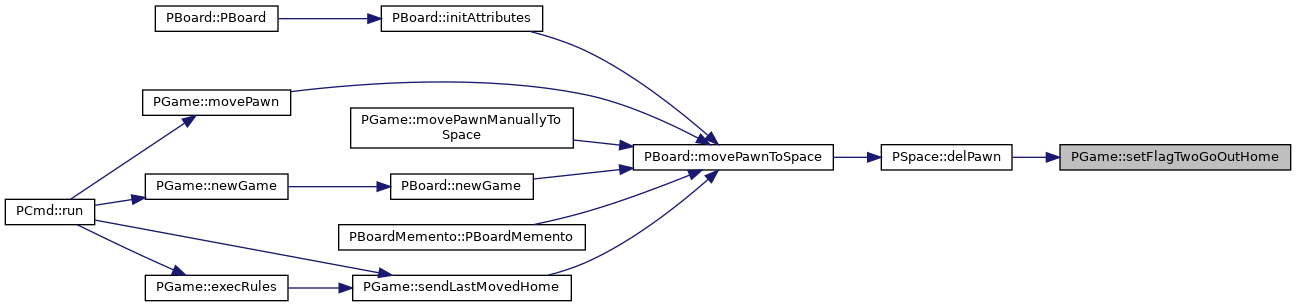 PBoard::PBoard
PBoard::initAttributes
PGame::movePawn
PGame::movePawnManuallyTo
Space
PBoard::movePawnToSpace
PSpace::delPawn
PGame::setFlagTwoGoOutHome
PGame::newGame
PBoard::newGame
PCmd::run
PBoardMemento::PBoardMemento
PGame::execRules
PGame::sendLastMovedHome